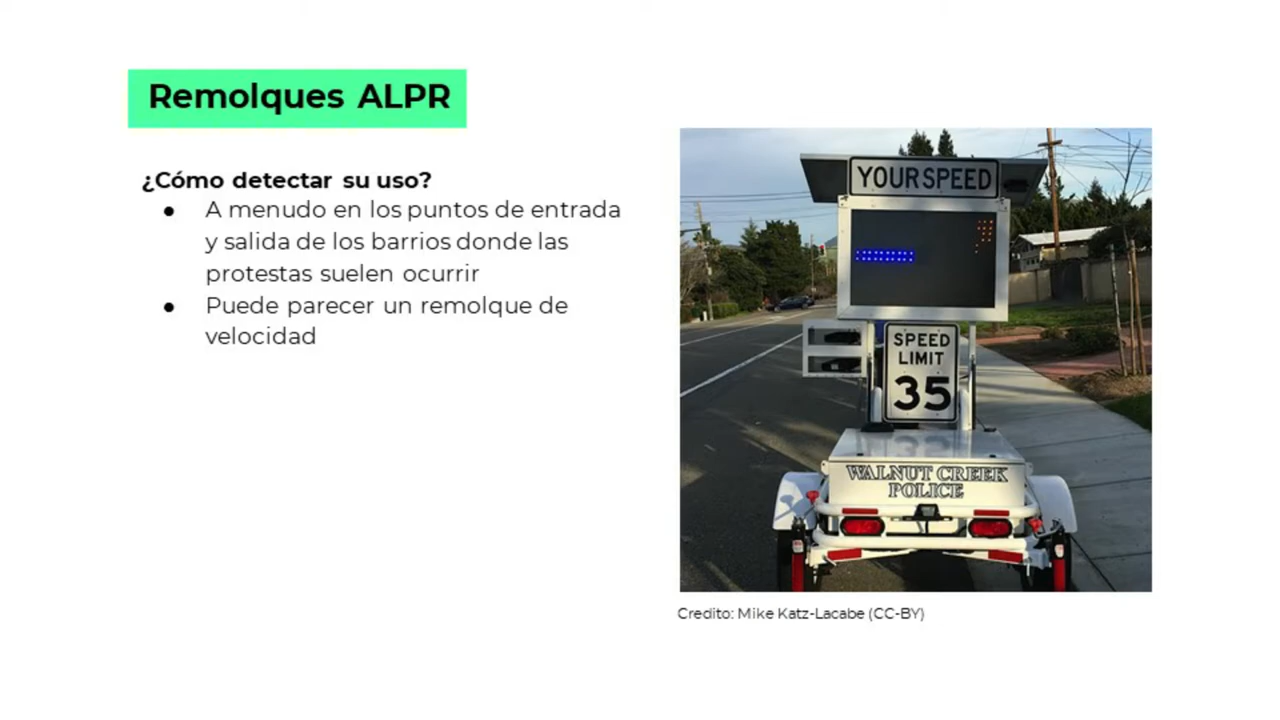 Remolques ALPR
¿Cómo detectar su uso?
● A menudo en los puntos de entrada
y salida de los barrios donde las
protestas suelen ocurrir
● Puede parecer un remolque de
velocidad
YOUR SPEED
SPEED
LIMIT
35
WALNUT CREEK
POLICE
Credito: Mike Katz-Lacabe (CC-BY)